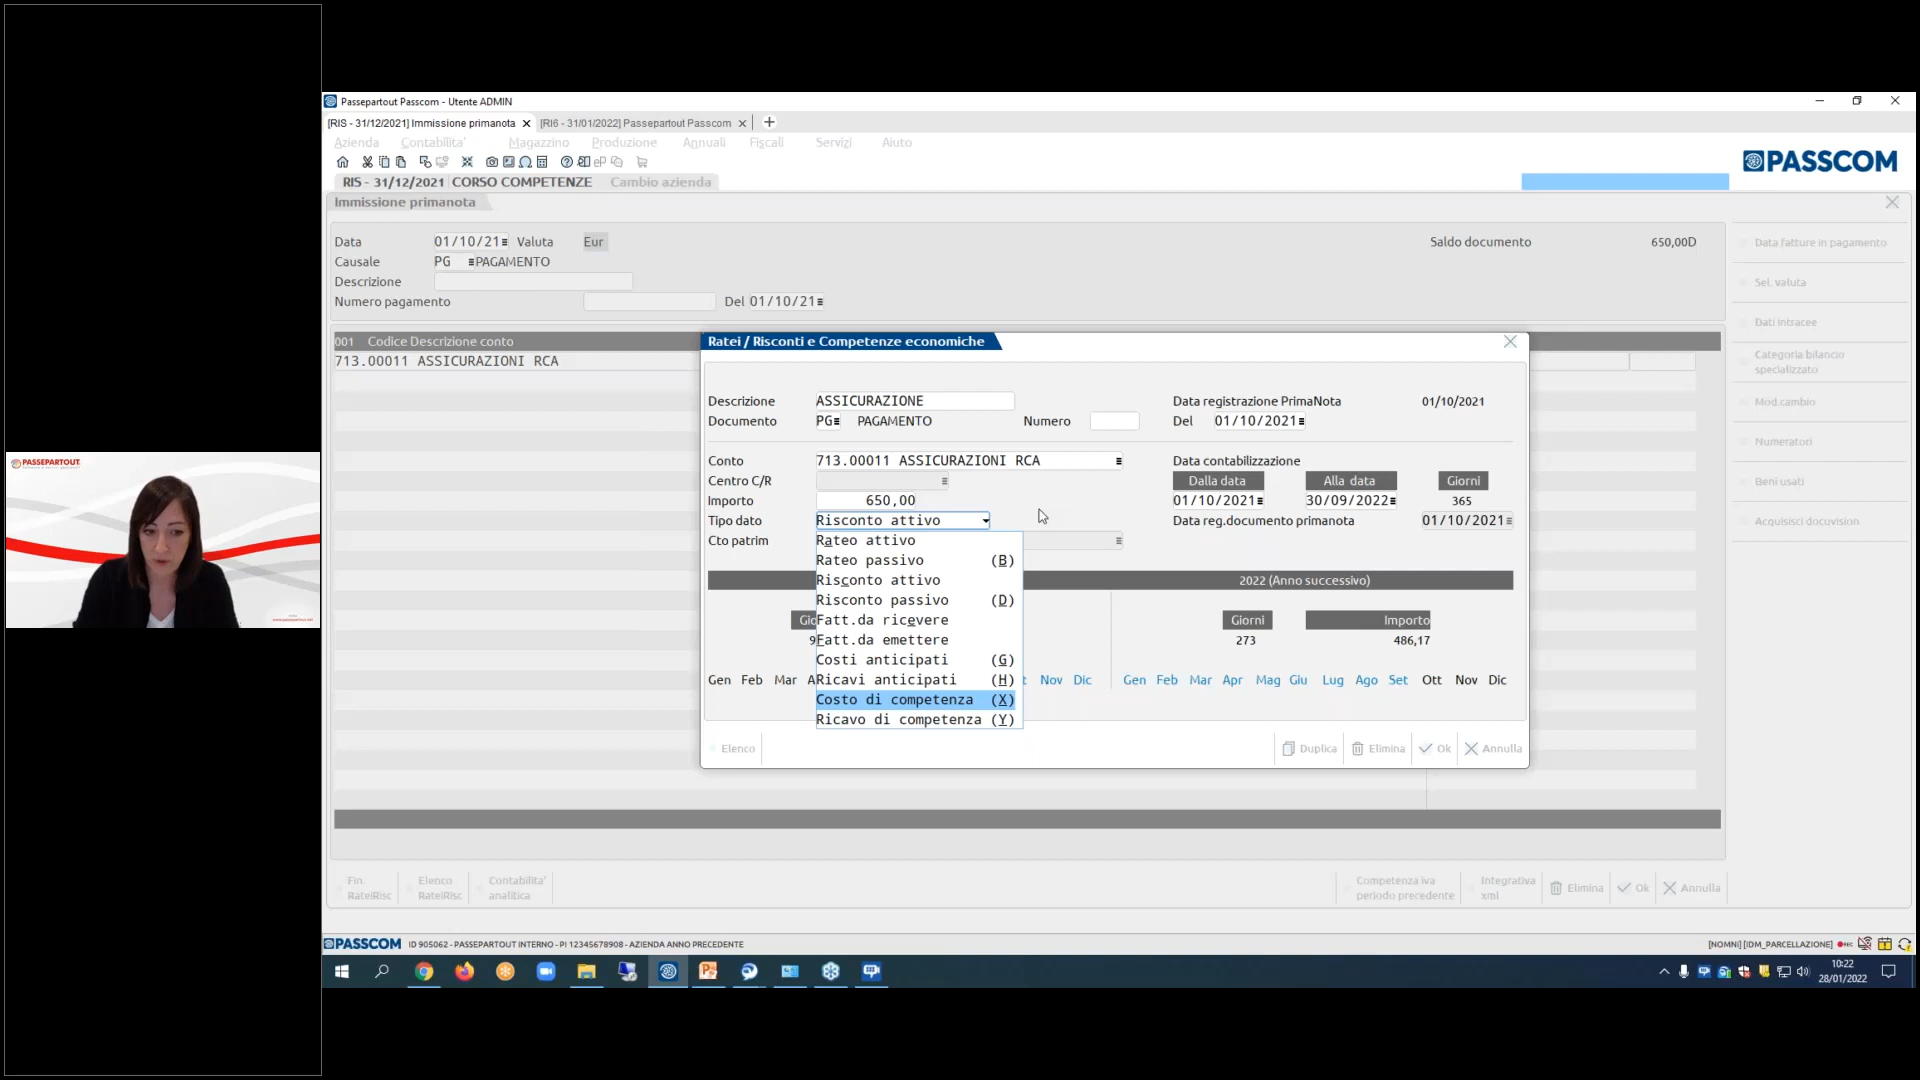 Passepartout Passcom - Utente ADMIN
[RIS - 31/12/2021] Immissione primanota
[RI6 - 31/01/2022] Passepartout Passcom
Azienda Contabilita' Magazzino Produzione Annuali Fiscali Servizi Aiuto
PASSCOM
RIS - 31/12/2021 CORSO COMPETENZE Cambio azienda
Immissione primanota
Data 01/10/21 Valuta Eur Saldo documento 650,00D
Causale PG PAGAMENTO
Descrizione
Numero pagamento Del 01/10/21
Data fatture in pagamento
Sel. valuta
Dati intracee
Categoria bilancio
specializzato
Mod.cambio
Numeratori
Beni usati
Acquisisci docuvision
001 Codice Descrizione conto
713.00011 ASSICURAZIONI RCA
Ratei / Risconti e Competenze economiche
Descrizione ASSICURAZIONE Data registrazione PrimaNota 01/10/2021
Documento PG PAGAMENTO Numero Del 01/10/2021
Conto 713.00011 ASSICURAZIONI RCA Data contabilizzazione
Centro C/R Dalla data Alla data Giorni
Importo 650,00 01/10/2021 30/09/2022 365
Tipo dato Risconto attivo Data reg.documento primanota 01/10/2021
Cto patrim
Rateo attivo
Rateo passivo (B)
Risconto attivo
Risconto passivo (D)
Fatt.da ricevere
Fatt.da emettere
Costi anticipati (G)
Ricavi anticipati (H)
Costo di competenza (X)
Ricavo di competenza (Y)
2022 (Anno successivo)
Giorni Importo
273 486,17
Gen Feb Mar Nov Dic Gen Feb Mar Apr Mag Giu Lug Ago Set Ott Nov Dic
Elenco Duplica Elimina Ok Annulla
Fin.
RateiRisc
Elenco
RateiRisc
Contabilita'
analitica
Competenza iva
periodo precedente
Integrativa
xml
Elimina Ok Annulla
PASSCOM ID 905062 - PASSEPARTOUT INTERNO - PI 12345678908 - AZIENDA ANNO PRECEDENTE
[NOMNI] [IDM_PARCELLAZIONE]
10:22
28/01/2022
PASSEPARTOUT